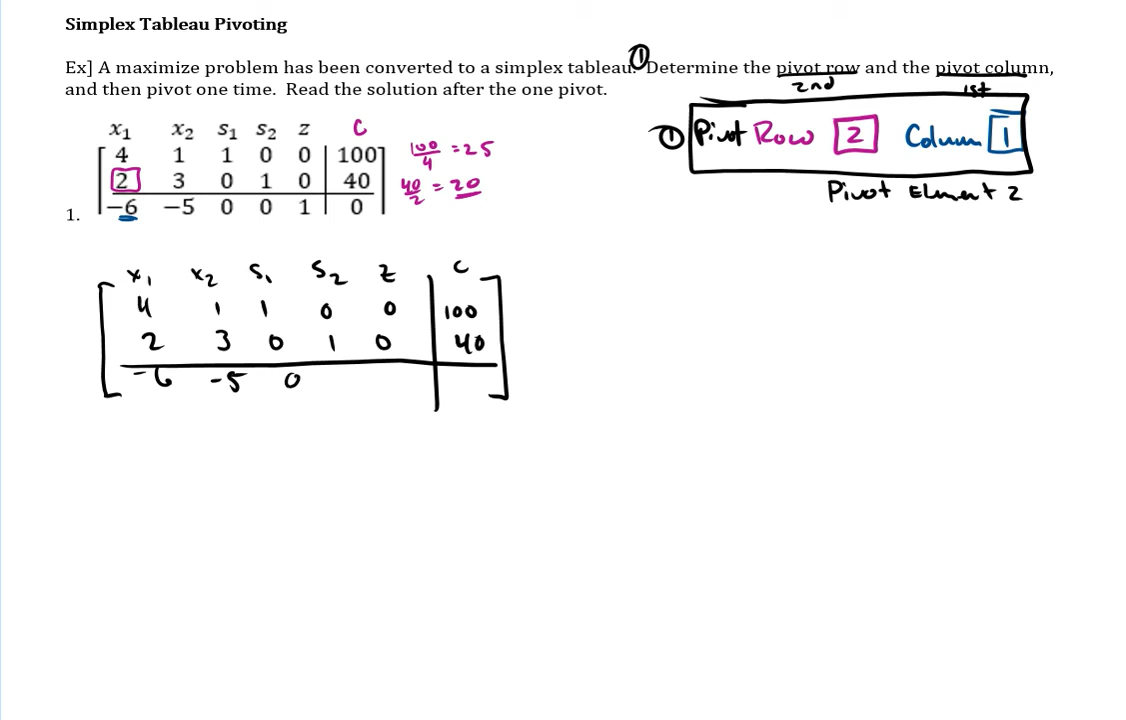 Simplex Tableau Pivoting
① Ex] A maximize problem has been converted to a simplex tableau. Determine the pivot row and the pivot column,
2nd 1st
and then pivot one time. Read the solution after the one pivot.
① Pivot Row 2 Column 1
Pivot Element 2
x₁ x₂ s₁ s₂ z C
4 1 1 0 0 100 100/4 = 25
2 3 0 1 0 40 40/2 = 20
1. −6 −5 0 0 1 0
x₁ x₂ s₁ s₂ z C
4 1 1 0 0 100
2 3 0 1 0 40
-6 -5 0